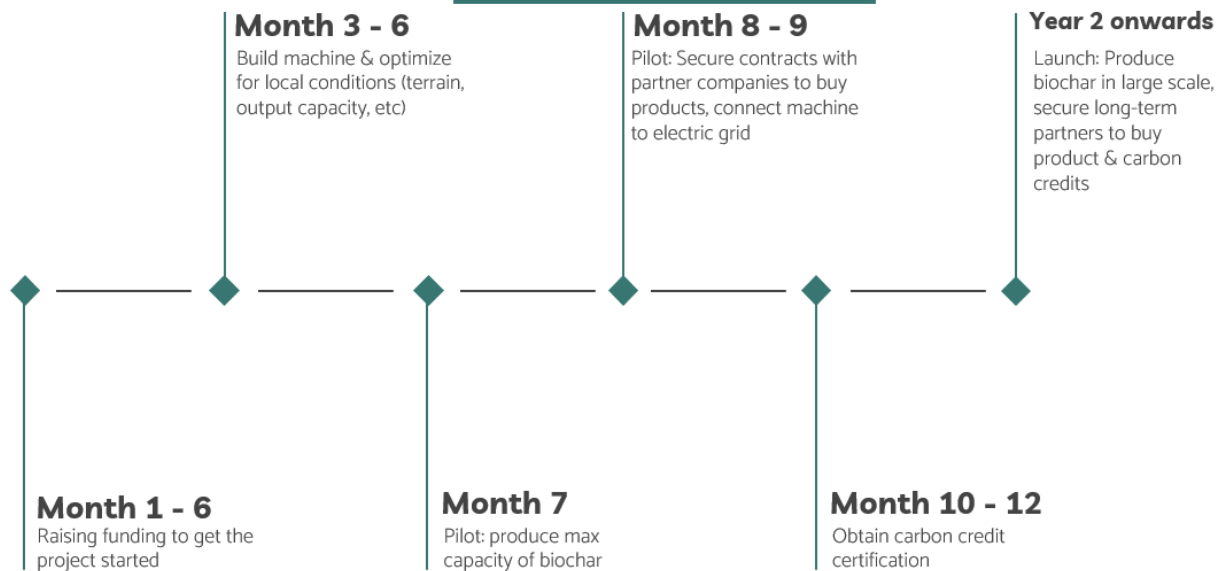 Month 3 - 6
Build machine & optimize
for local conditions (terrain,
output capacity, etc)
Month 8 - 9
Pilot: Secure contracts with
partner companies to buy
products, connect machine
to electric grid
Year 2 onwards
Launch: Produce
biochar in large scale,
secure long-term
partners to buy
product & carbon
credits
Month 1 - 6
Raising funding to get the
project started
Month 7
Pilot: produce max
capacity of biochar
Month 10 - 12
Obtain carbon credit
certification